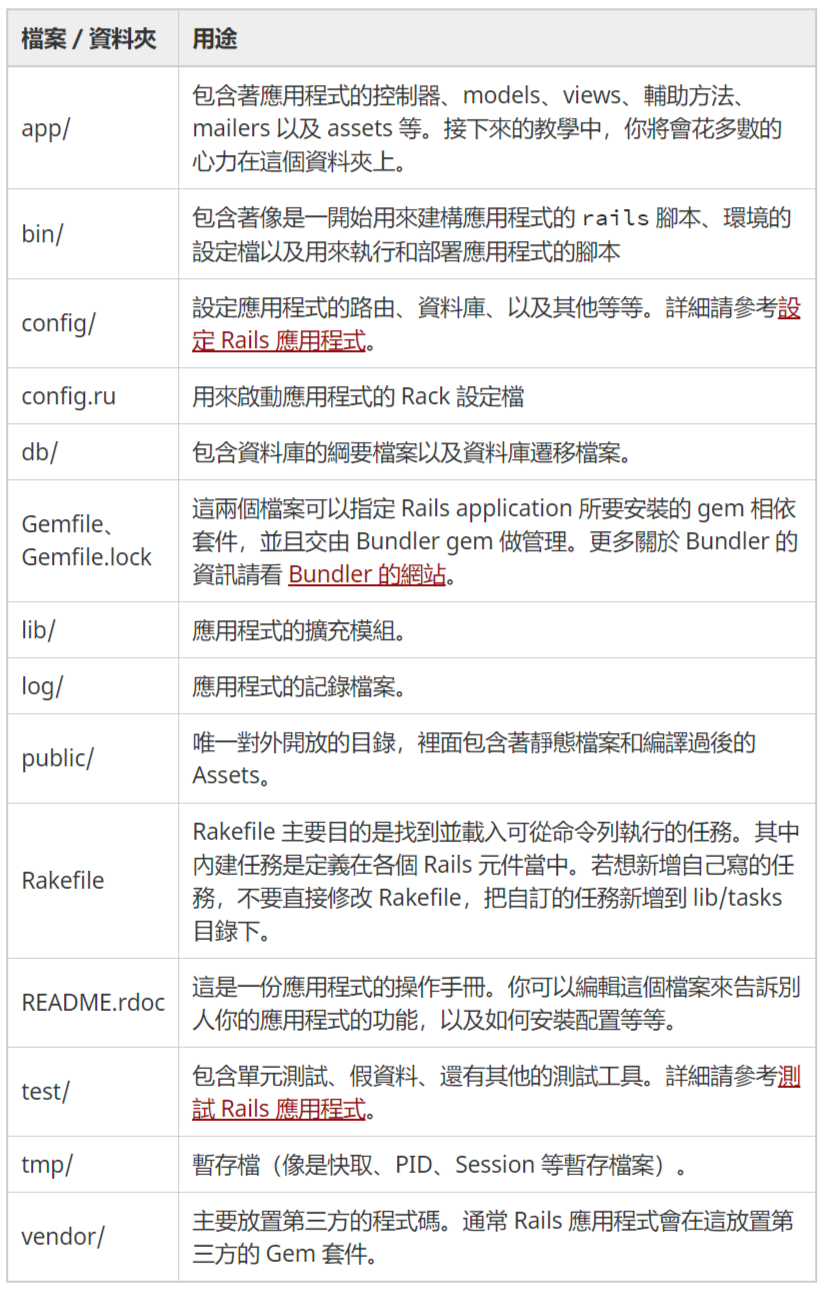 檔案 / 資料夾 用途
app/
包含著應用程式的控制器、models、views、輔助方法、
mailers 以及 assets 等。接下來的教學中，你將會花多數的
心力在這個資料夾上。
bin/
包含著像是一開始用來建構應用程式的 rails 腳本、環境的
設定檔以及用來執行和部署應用程式的腳本
config/
設定應用程式的路由、資料庫、以及其他等等。詳細請參考設
定 Rails 應用程式。
config.ru 用來啟動應用程式的 Rack 設定檔
db/ 包含資料庫的綱要檔案以及資料庫遷移檔案。
Gemfile、
Gemfile.lock
這兩個檔案可以指定 Rails application 所要安裝的 gem 相依
套件，並且交由 Bundler gem 做管理。更多關於 Bundler 的
資訊請看 Bundler 的網站。
lib/ 應用程式的擴充模組。
log/ 應用程式的記錄檔案。
public/
唯一對外開放的目錄，裡面包含著靜態檔案和編譯過後的
Assets。
Rakefile
Rakefile 主要目的是找到並載入可從命令列執行的任務。其中
內建任務是定義在各個 Rails 元件當中。若想新增自己寫的任
務，不要直接修改 Rakefile，把自訂的任務新增到 lib/tasks
目錄下。
README.rdoc
這是一份應用程式的操作手冊。你可以編輯這個檔案來告訴別
人你的應用程式的功能，以及如何安裝配置等等。
test/
包含單元測試、假資料、還有其他的測試工具。詳細請參考測
試 Rails 應用程式。
tmp/ 暫存檔（像是快取、PID、Session 等暫存檔案）。
vendor/
主要放置第三方的程式碼。通常 Rails 應用程式會在這放置第
三方的 Gem 套件。